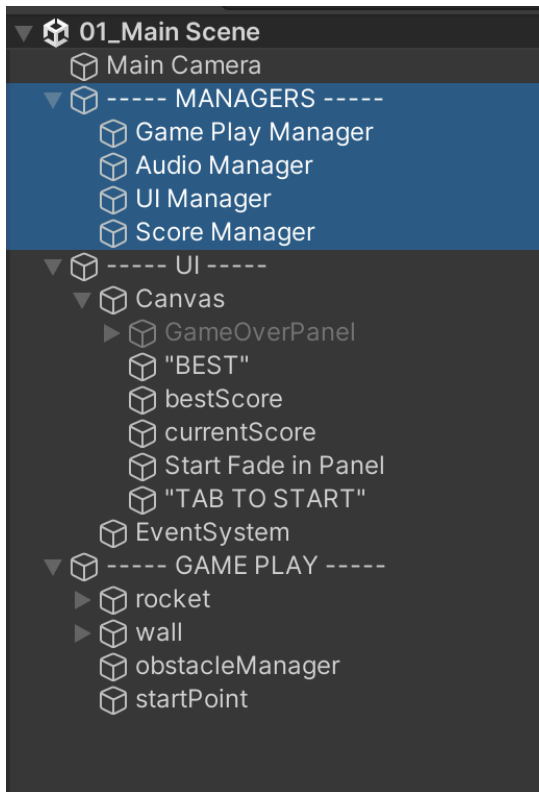 01_Main Scene
Main Camera
----- MANAGERS -----
Game Play Manager
Audio Manager
UI Manager
Score Manager
----- UI -----
Canvas
GameOverPanel
"BEST"
bestScore
currentScore
Start Fade in Panel
"TAB TO START"
EventSystem
----- GAME PLAY -----
rocket
wall
obstacleManager
startPoint